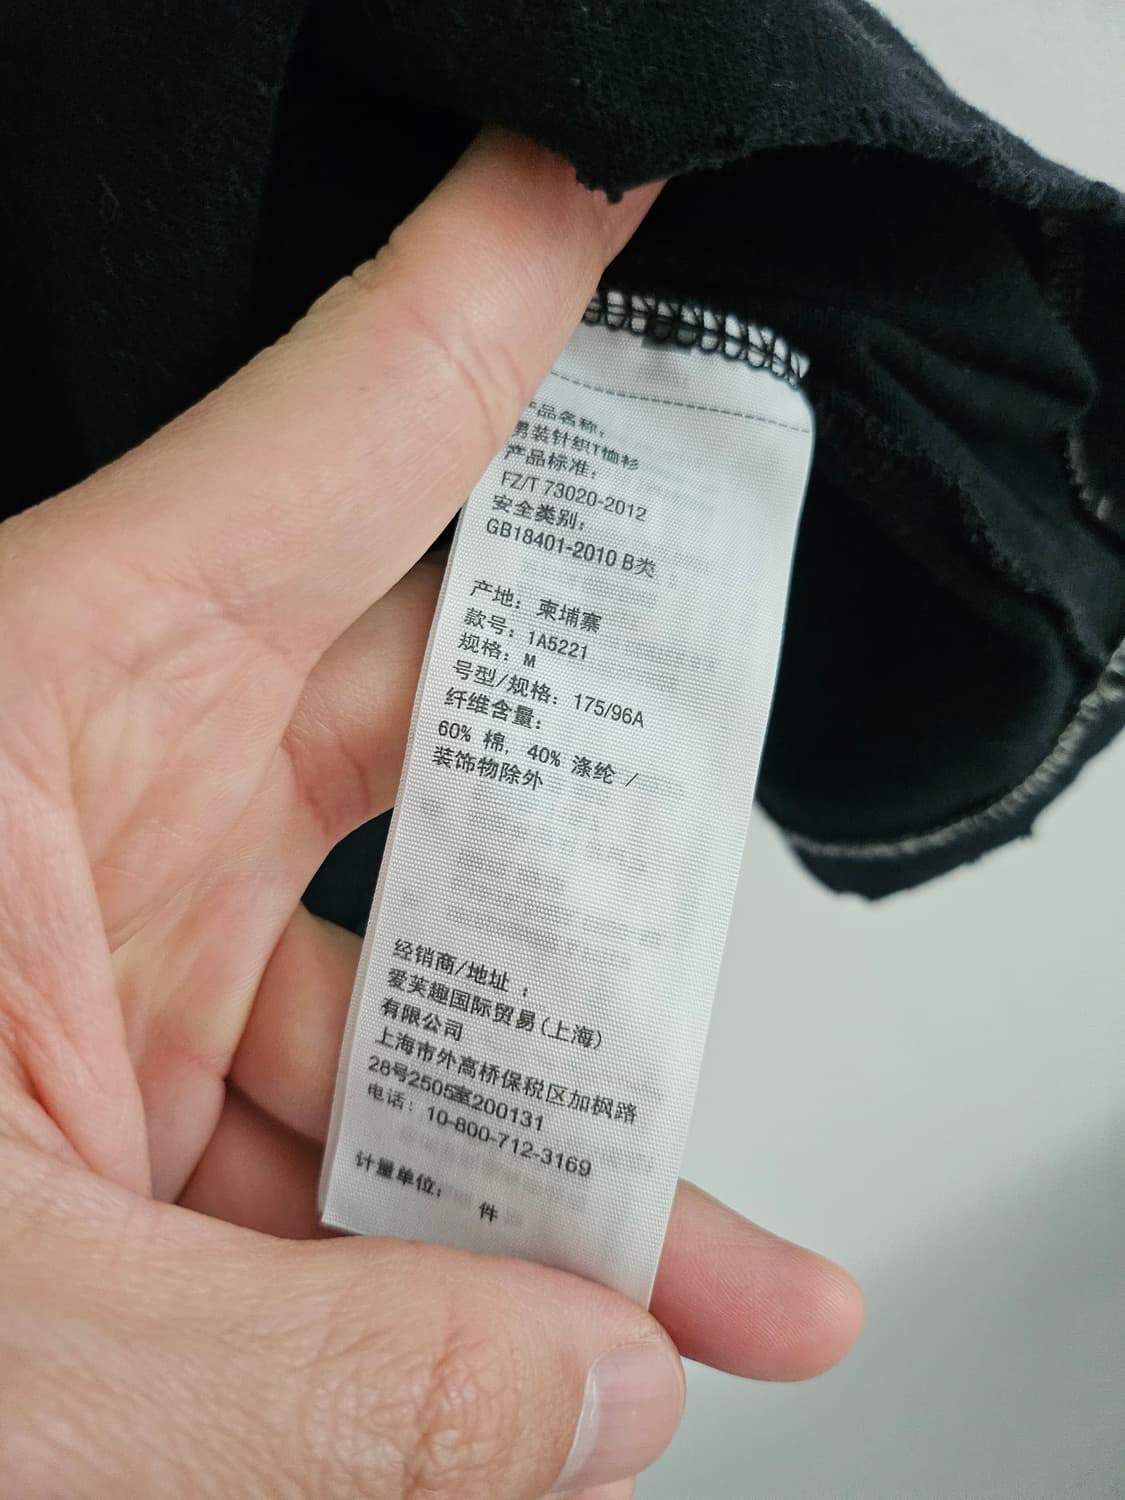 产品名称:
男装针织T恤衫
产品标准:
FZ/T 73020-2012
安全类别:
GB18401-2010 B类
产地: 柬埔寨
款号: 1A5221
规格: M
号型/规格: 175/96A
纤维含量:
60% 棉, 40% 涤纶 /
装饰物除外
经销商/地址 :
爱芙趣国际贸易(上海)
有限公司
上海市外高桥保税区加枫路
28号2505室200131
电话: 10-800-712-3169
计量单位:
件